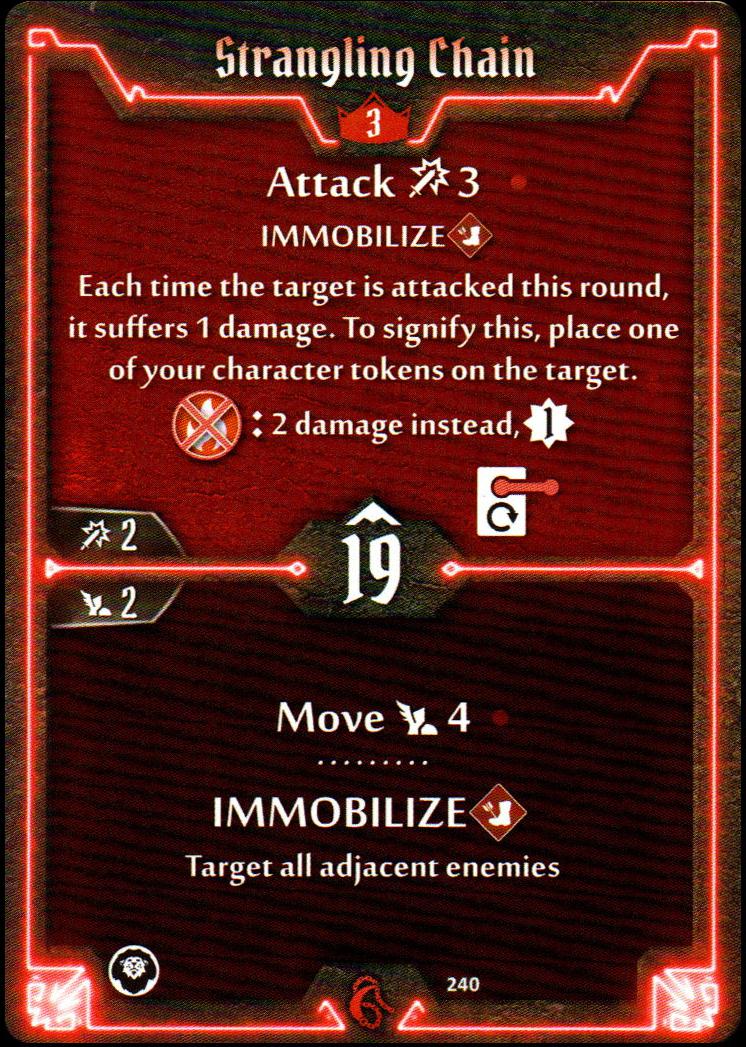 Strangling Chain
3
Attack 3
IMMOBILIZE
Each time the target is attacked this round,
it suffers 1 damage. To signify this, place one
of your character tokens on the target.
: 2 damage instead, 1
2
19
2
Move 4
.........
IMMOBILIZE
Target all adjacent enemies
240